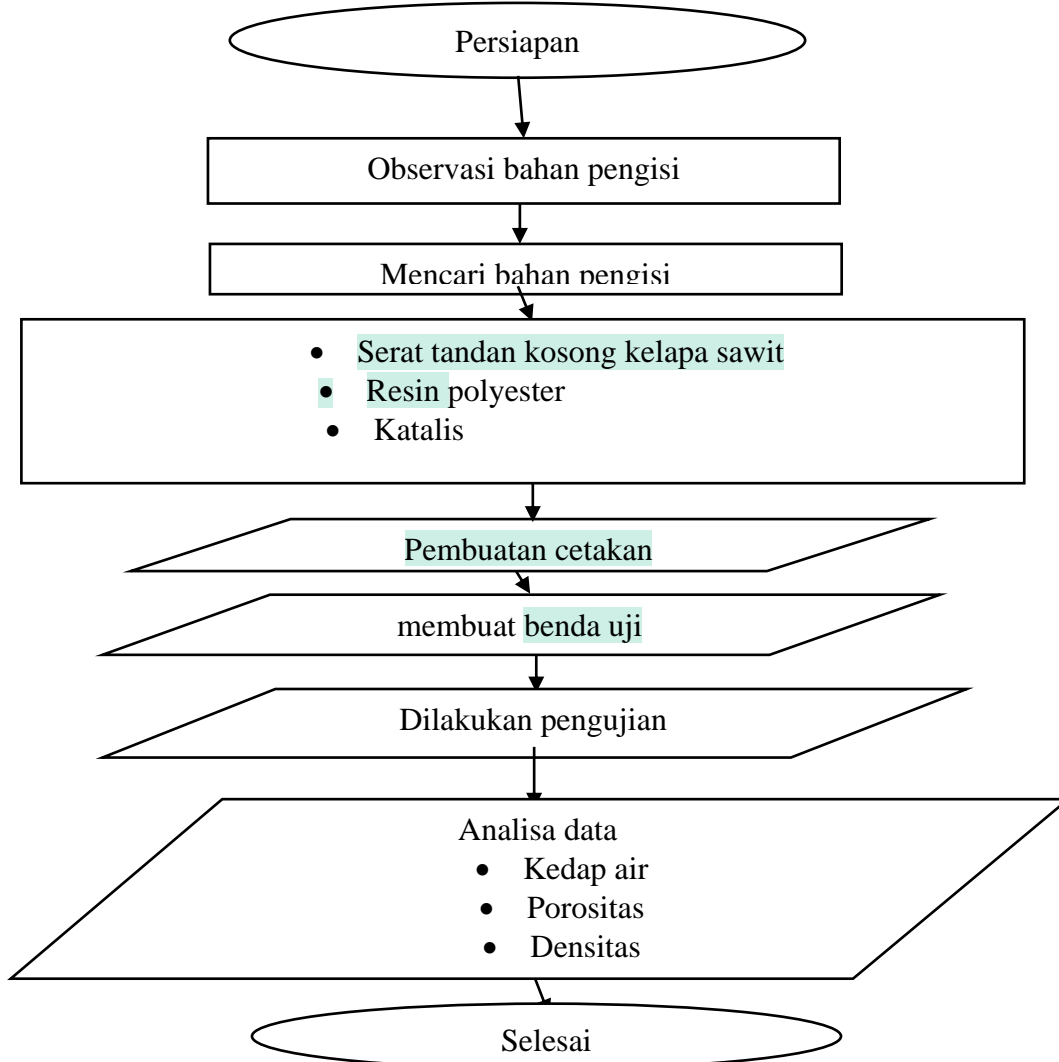 Persiapan
Observasi bahan pengisi
Mencari bahan pengisi
• Serat tandan kosong kelapa sawit
• Resin polyester
• Katalis
Pembuatan cetakan
membuat benda uji
Dilakukan pengujian
Analisa data
• Kedap air
• Porositas
• Densitas
Selesai